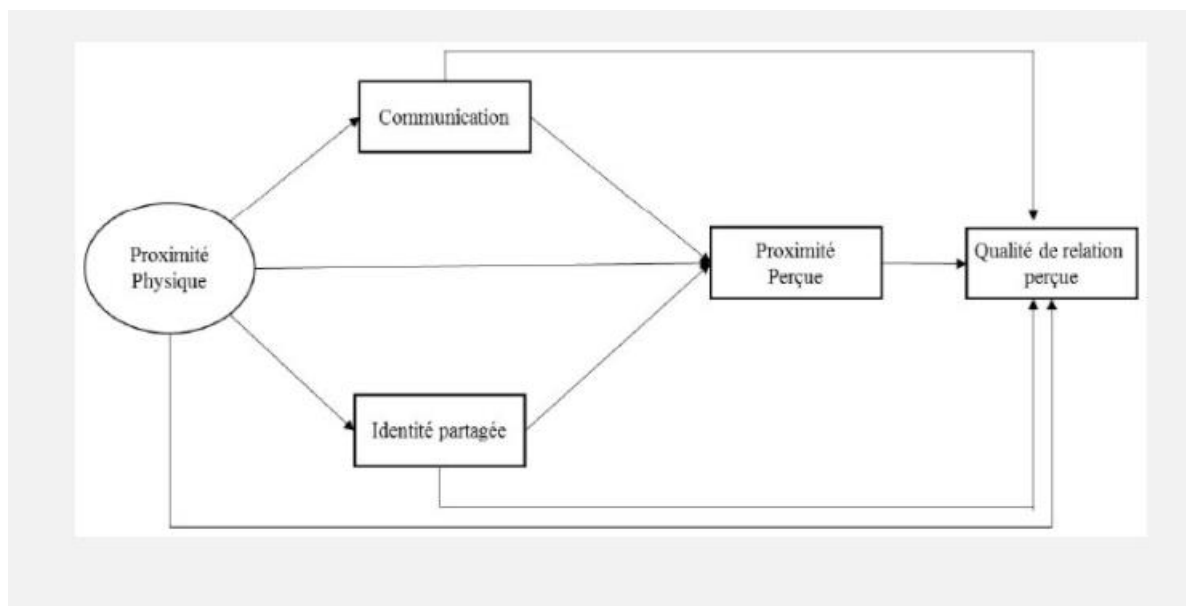 Communication
Proximité
Physique
Proximité
Perçue
Qualité de relation
perçue
Identité partagée